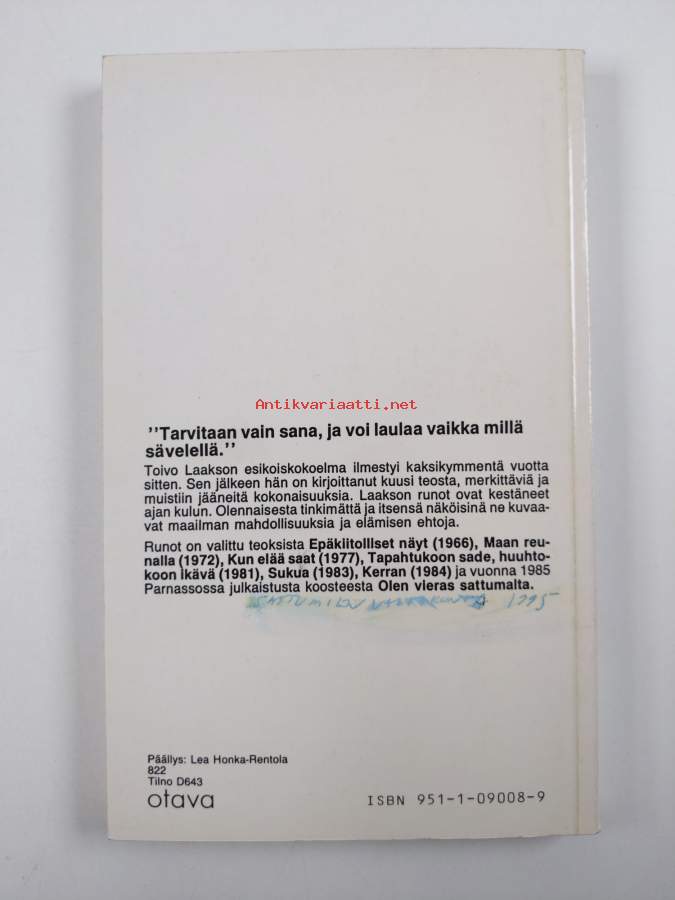 Antikvariaatti.net
"Tarvitaan vain sana, ja voi laulaa vaikka millä
sävelellä."
Toivo Laakson esikoiskokoelma ilmestyi kaksikymmentä vuotta
sitten. Sen jälkeen hän on kirjoittanut kuusi teosta, merkittäviä ja
muistiin jääneitä kokonaisuuksia. Laakson runot ovat kestäneet
ajan kulun. Olennaisesta tinkimättä ja itsensä näköisinä ne kuvaa-
vat maailman mahdollisuuksia ja elämisen ehtoja.
Runot on valittu teoksista Epäkiitolliset näyt (1966), Maan reu-
nalla (1972), Kun elää saat (1977), Tapahtukoon sade, huuhto-
koon ikävä (1981), Sukua (1983), Kerran (1984) ja vuonna 1985
Parnassossa julkaistusta koosteesta Olen vieras sattumalta.
1995
Päällys: Lea Honka-Rentola
822
Tilno D643
otava
ISBN 951-1-09008-9